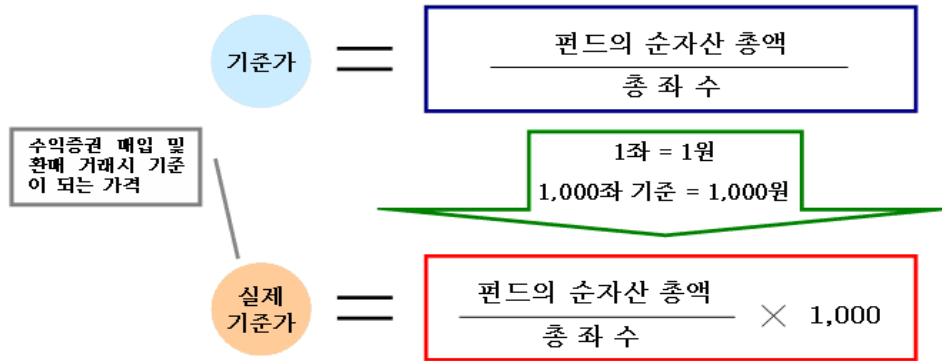 기준가
=
펀드의 순자산 총액
총 좌 수
수익증권 매입 및
환매 거래시 기준
이 되는 가격
1좌 = 1원
1,000좌 기준 = 1,000원
실제
기준가
=
펀드의 순자산 총액
총 좌 수
× 1,000